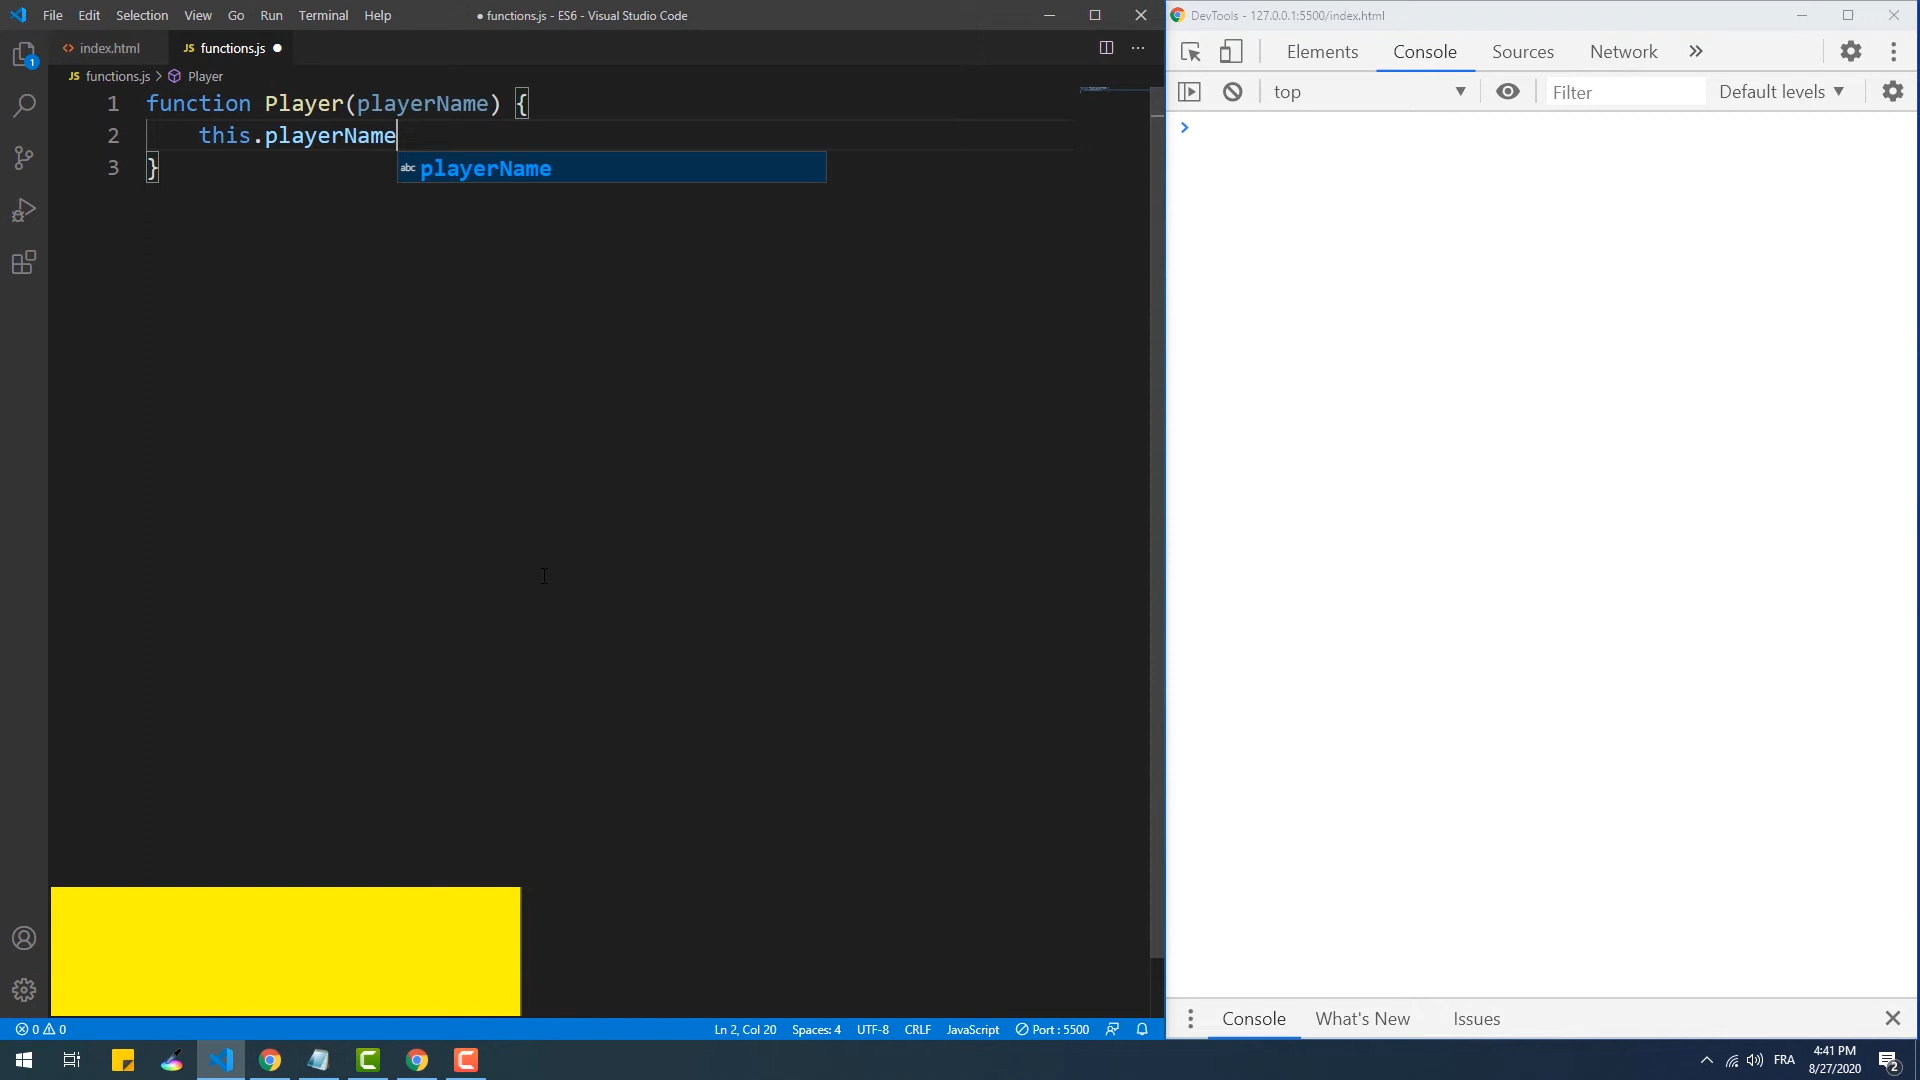 File Edit Selection View Go Run Terminal Help ● functions.js - ES6 - Visual Studio Code
DevTools - 127.0.0.1:5500/index.html
<> index.html JS functions.js ●
Elements Console Sources Network
JS functions.js > Player
top Filter Default levels
1 function Player(playerName) {
2 this.playerName
3 }
abc playerName
1
0 0 Ln 2, Col 20 Spaces: 4 UTF-8 CRLF JavaScript Port : 5500
Console What's New Issues
FRA 4:41 PM
8/27/2020
2